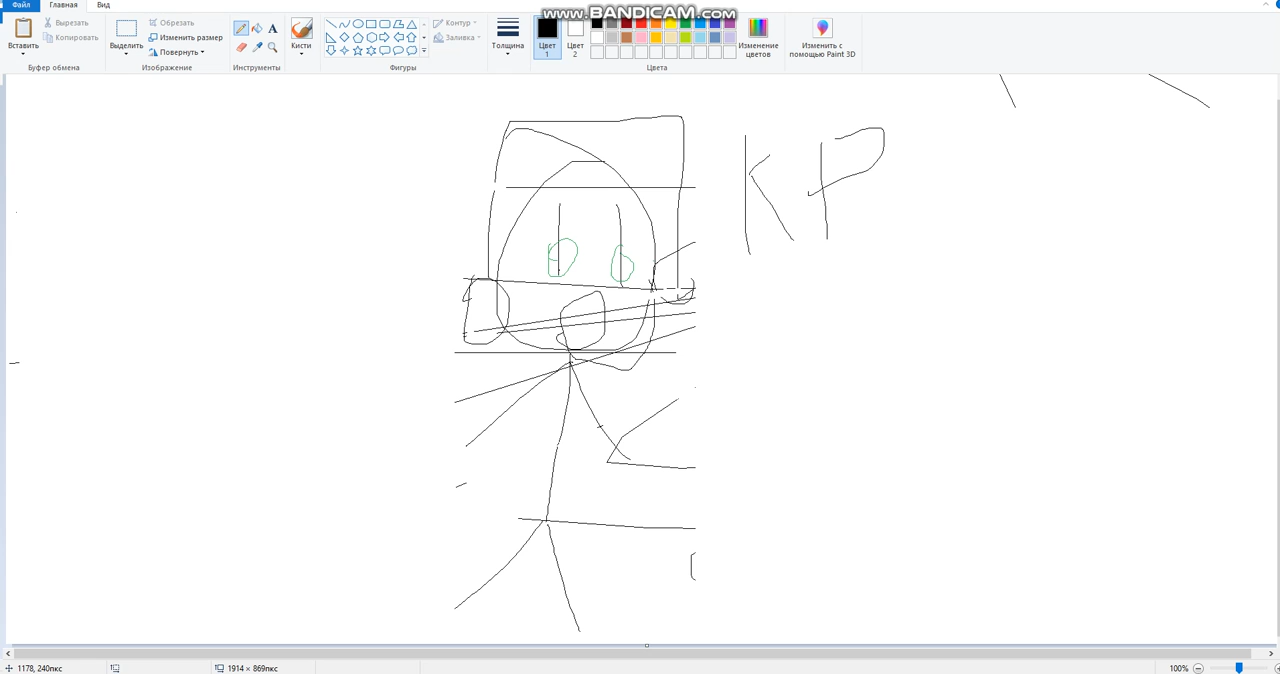 www.BANDICAM.com
Файл Главная Вид
Вставить
Вырезать
Копировать
Буфер обмена
Выделить
Обрезать
Изменить размер
Повернуть
Изображение
A
Инструменты
Кисти
Контур
Заливка
Фигуры
Толщина
Цвет 1
Цвет 2
Изменение цветов
Цвета
Изменить с помощью Paint 3D
КР
1178, 240пкс
1914 × 869пкс
100%